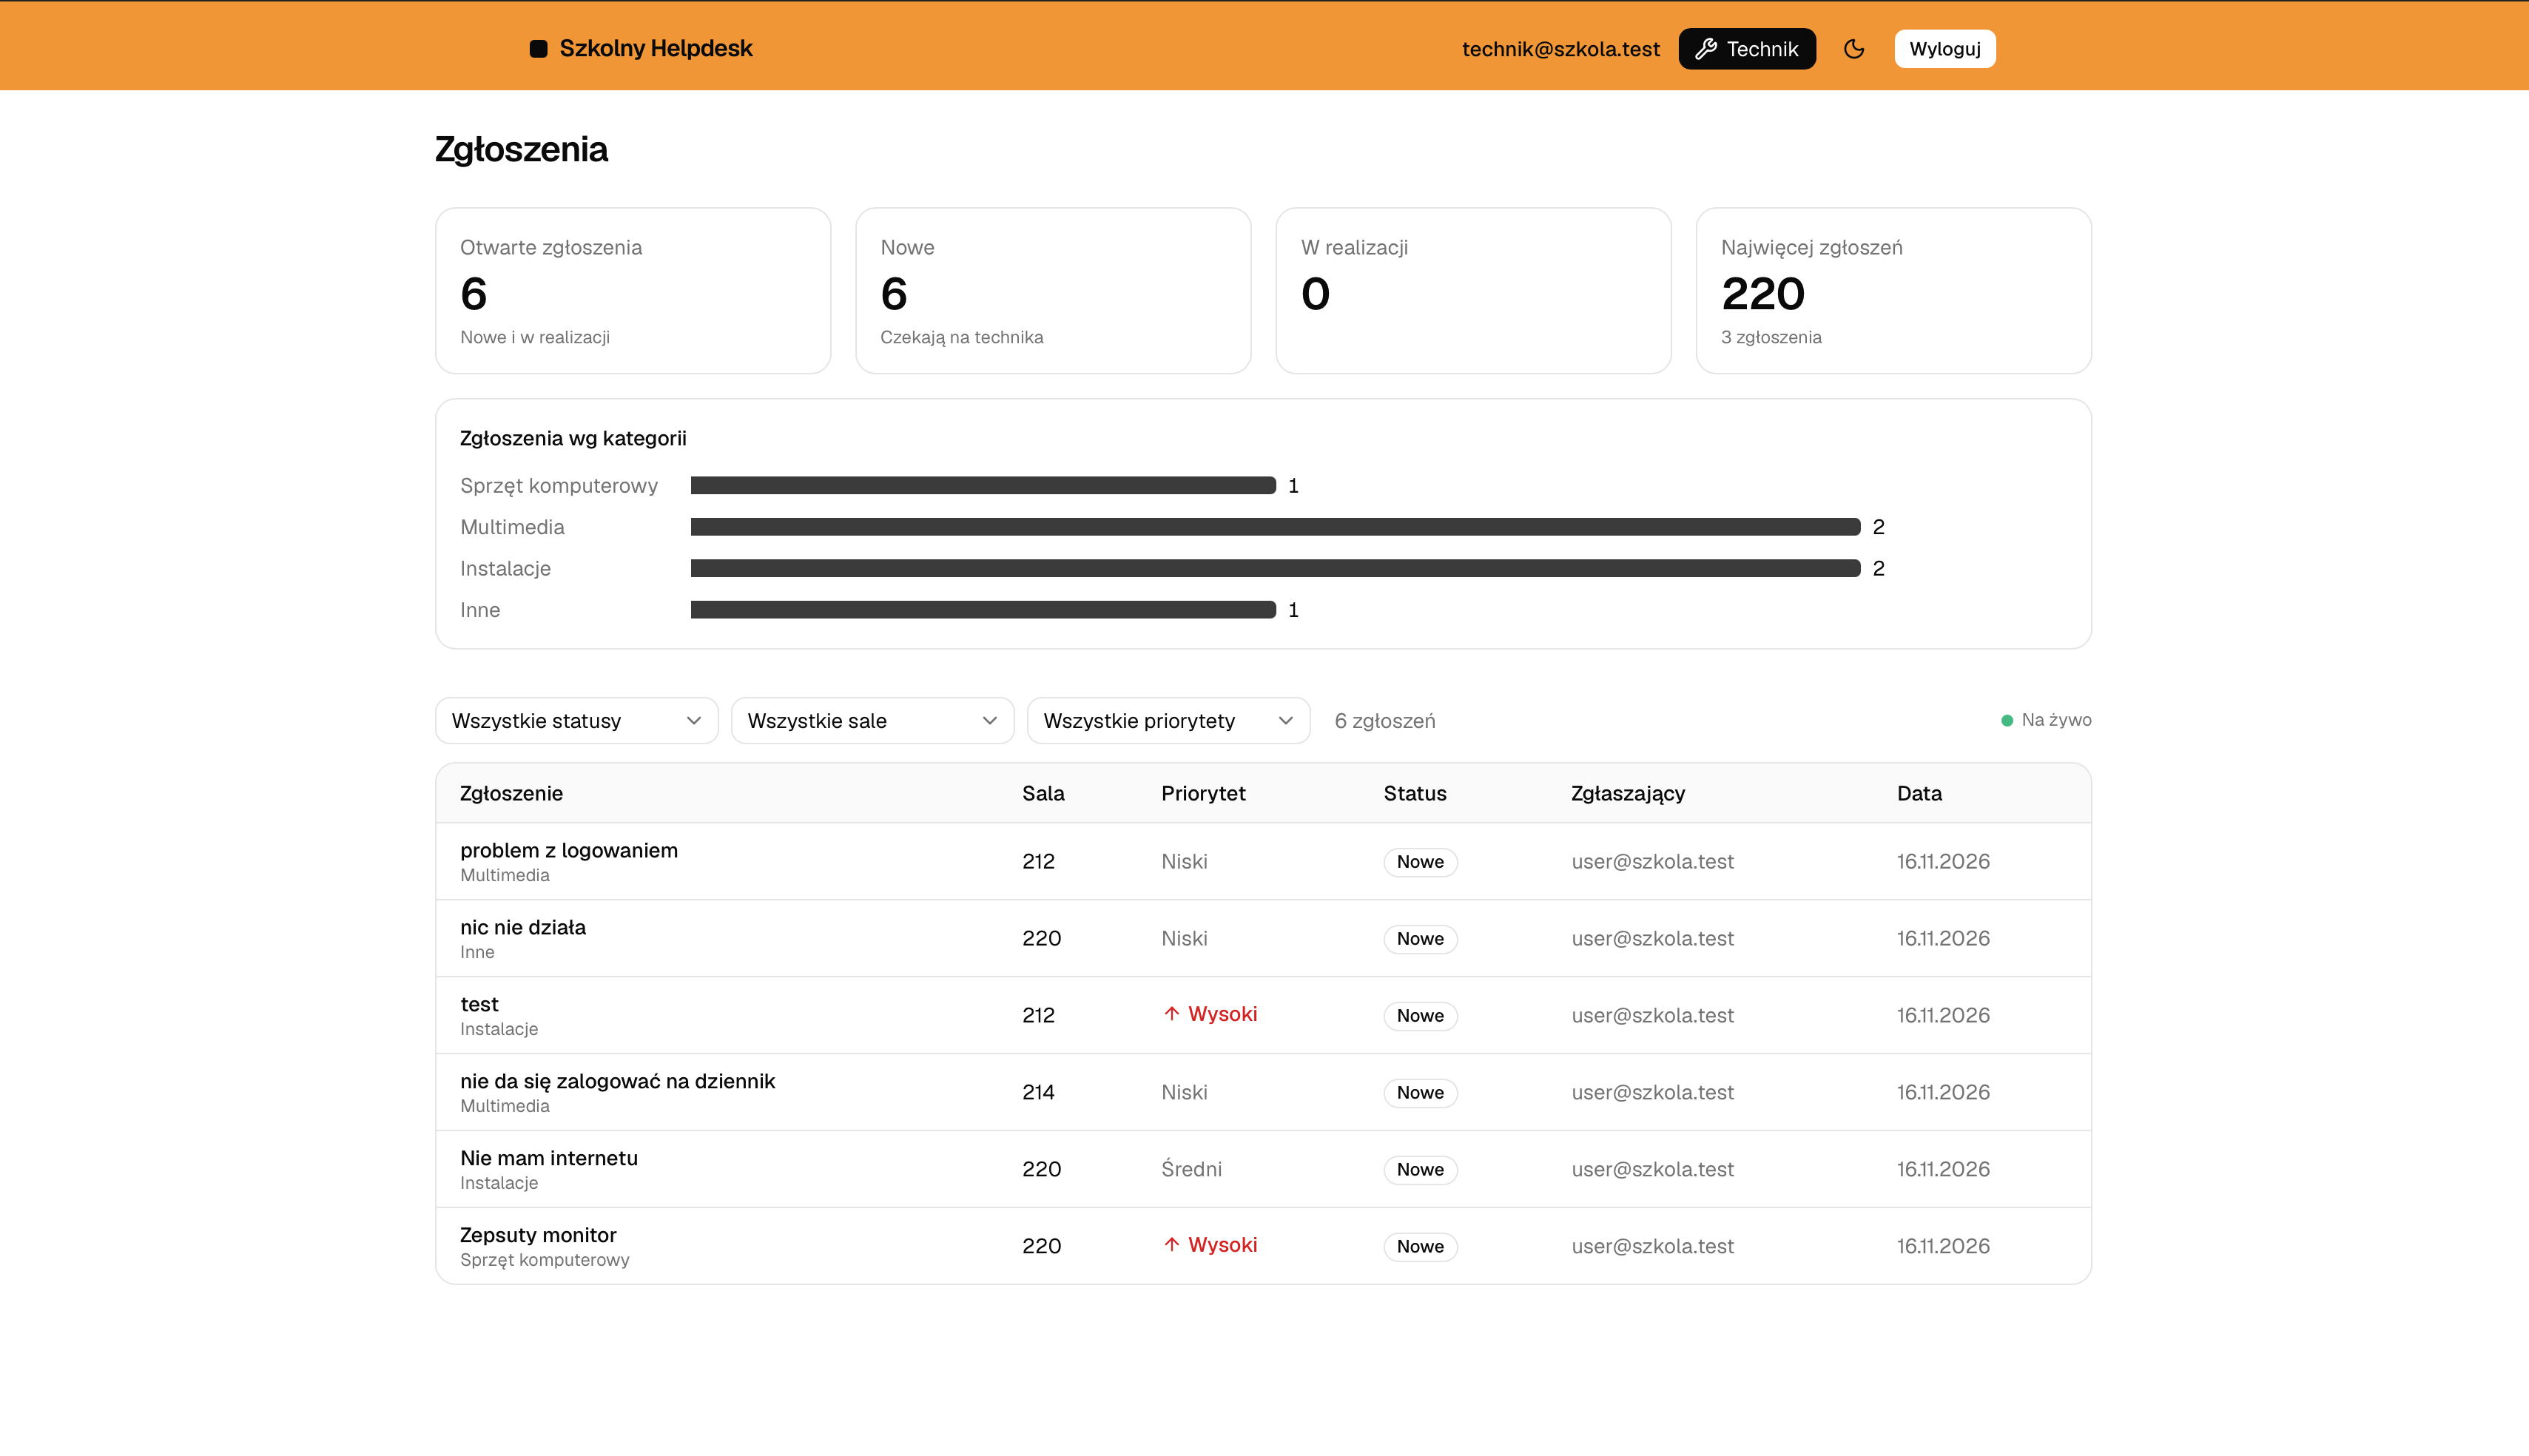 Szkolny Helpdesk technik@szkola.test Technik Wyloguj
Zgłoszenia
Otwarte zgłoszenia Nowe W realizacji Najwięcej zgłoszeń
6 6 0 220
Nowe i w realizacji Czekają na technika 3 zgłoszenia
Zgłoszenia wg kategorii
Sprzęt komputerowy 1
Multimedia 2
Instalacje 2
Inne 1
Wszystkie statusy Wszystkie sale Wszystkie priorytety 6 zgłoszeń Na żywo
Zgłoszenie Sala Priorytet Status Zgłaszający Data
problem z logowaniem 212 Niski Nowe user@szkola.test 16.11.2026
Multimedia
nic nie działa 220 Niski Nowe user@szkola.test 16.11.2026
Inne
test 212 ↑ Wysoki Nowe user@szkola.test 16.11.2026
Instalacje
nie da się zalogować na dziennik 214 Niski Nowe user@szkola.test 16.11.2026
Multimedia
Nie mam internetu 220 Średni Nowe user@szkola.test 16.11.2026
Instalacje
Zepsuty monitor 220 ↑ Wysoki Nowe user@szkola.test 16.11.2026
Sprzęt komputerowy